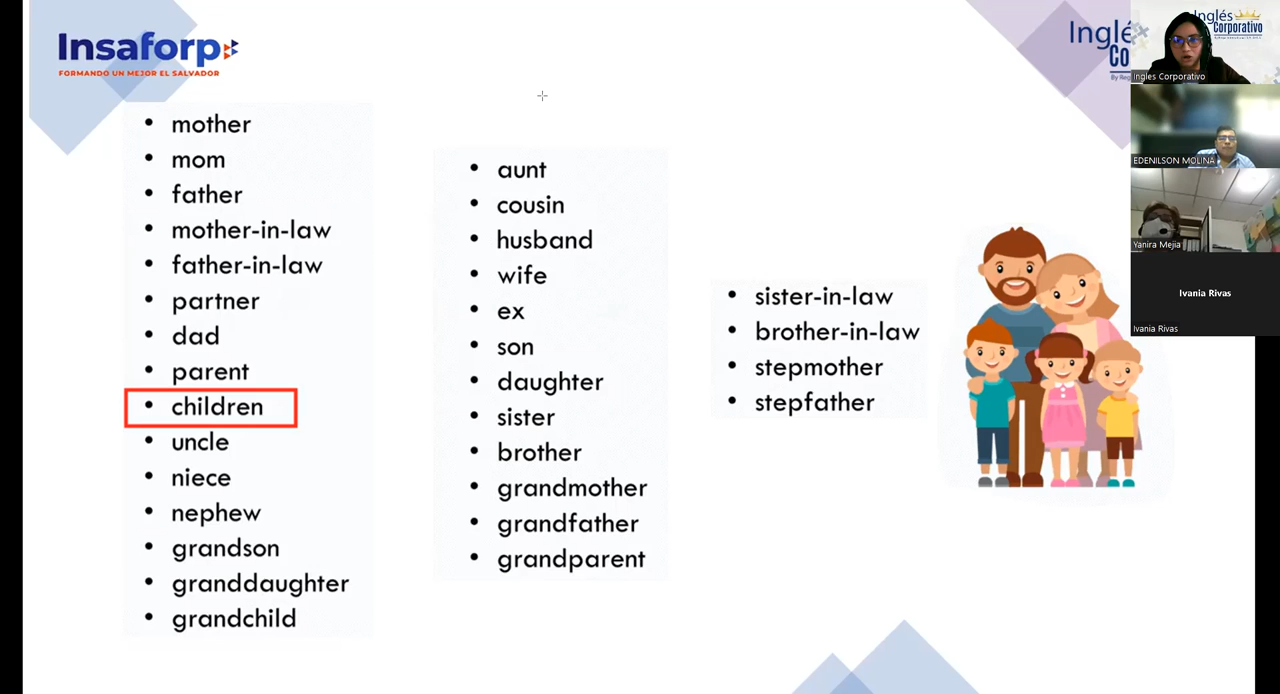 Insaforp
FORMANDO UN MEJOR EL SALVADOR
mother
mom
father
mother-in-law
father-in-law
partner
dad
parent
children
uncle
niece
nephew
grandson
granddaughter
grandchild
aunt
cousin
husband
wife
ex
son
daughter
sister
brother
grandmother
grandfather
grandparent
sister-in-law
brother-in-law
stepmother
stepfather
Inglés
Corporativo
Ingles Corporativo
EDENILSON MOLINA
Yanira Mejia
Ivania Rivas
Ivania Rivas